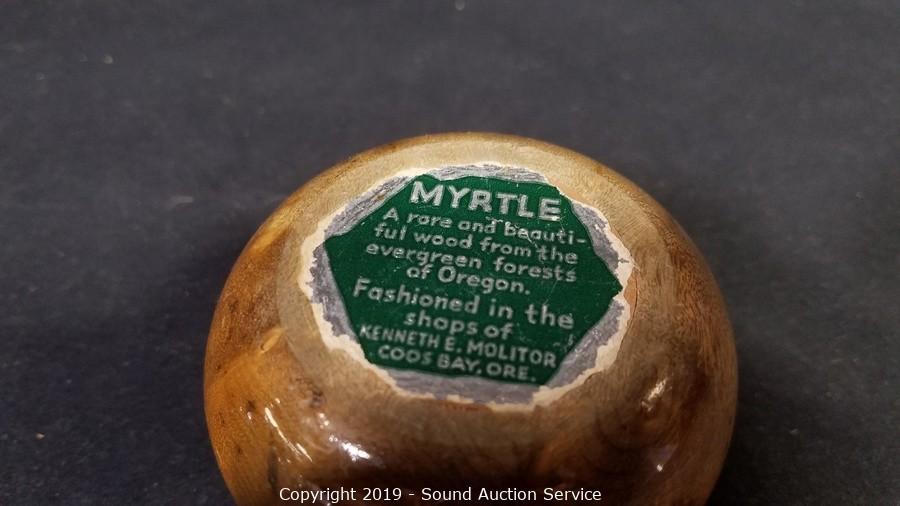 MYRTLE
A rare and beauti-
ful wood from the
evergreen forests
of Oregon.
Fashioned in the
shops of
KENNETH E. MOLITOR
COOS BAY, ORE.
Copyright 2019 - Sound Auction Service